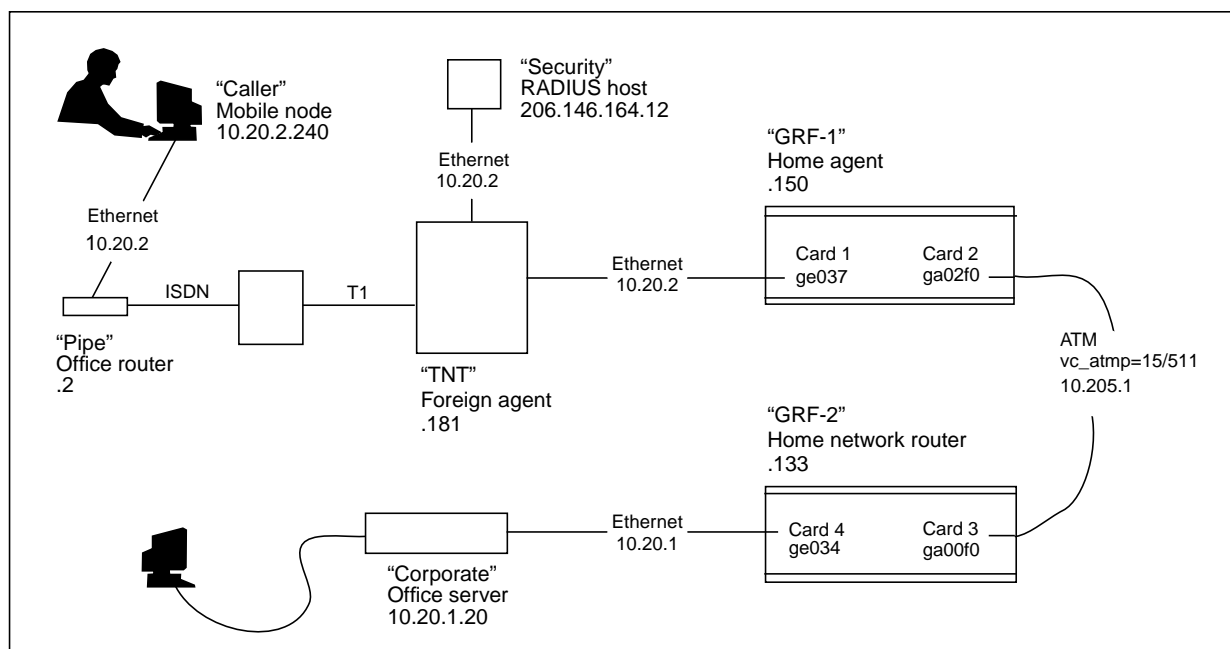 “Caller”
Mobile node
10.20.2.240
“Security”
RADIUS host
206.146.164.12
“GRF-1”
Home agent
.150
Ethernet
10.20.2
Ethernet
10.20.2
Card 1
ge037
Card 2
ga02f0
Ethernet
10.20.2
ISDN
T1
“Pipe”
Office router
.2
“TNT”
Foreign agent
.181
ATM
vc_atmp=15/511
10.205.1
“GRF-2”
Home network router
.133
Ethernet
10.20.1
Card 4
ge034
Card 3
ga00f0
“Corporate”
Office server
10.20.1.20